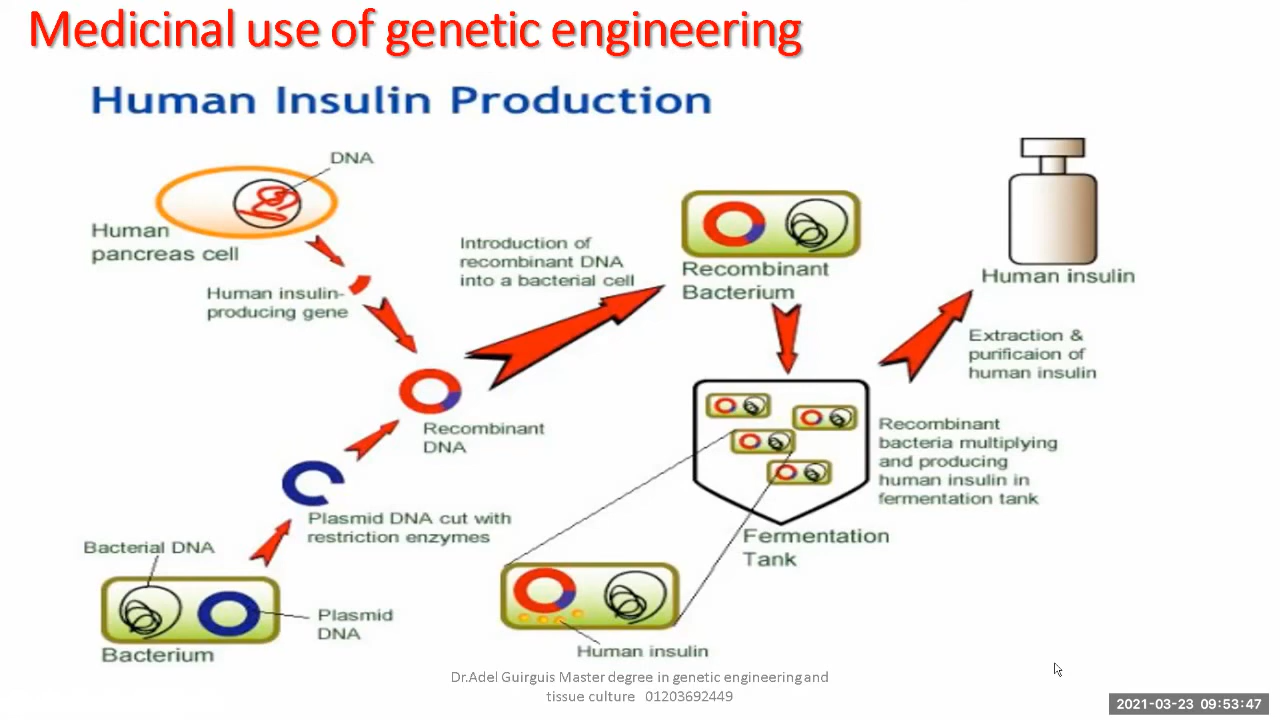 Medicinal use of genetic engineering
Human Insulin Production
DNA
Human
pancreas cell
Human insulin-
producing gene
Introduction of
recombinant DNA
into a bacterial cell
Recombinant
Bacterium
Human insulin
Extraction &
purificaion of
human insulin
Recombinant
DNA
Recombinant
bacteria multiplying
and producing
human insulin in
fermentation tank
Plasmid DNA cut with
restriction enzymes
Fermentation
Tank
Bacterial DNA
Plasmid
DNA
Bacterium
Human insulin
Dr.Adel Guirguis Master degree in genetic engineering and
tissue culture 01203692449
2021-03-23 09:53:47